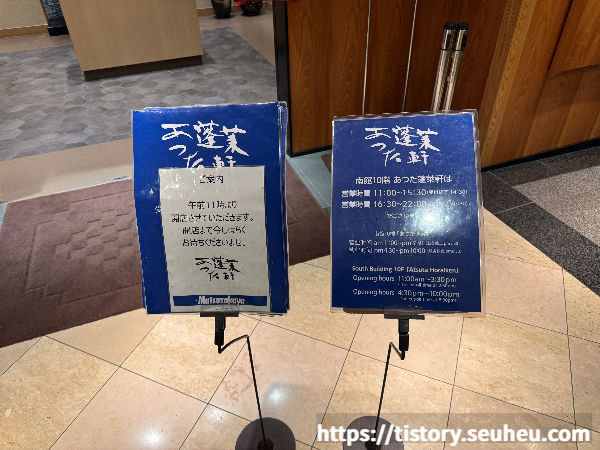 あつた
蓬莱軒
ご案内
午前11時より
開店させていただきます。
開店まで今しばらく
お待ちくださいませ。
あつた
蓬莱軒
Matsuzakaya
あつた
蓬莱軒
南館10階 あつた蓬莱軒は
営業時間 11:00～15:30
営業時間 16:30～22:00
South Building 10F [Atsuta Horaiken]
Opening hours 11:00am～3:30pm
Opening hours 4:30pm～10:00pm
https://tistory.seuheu.com